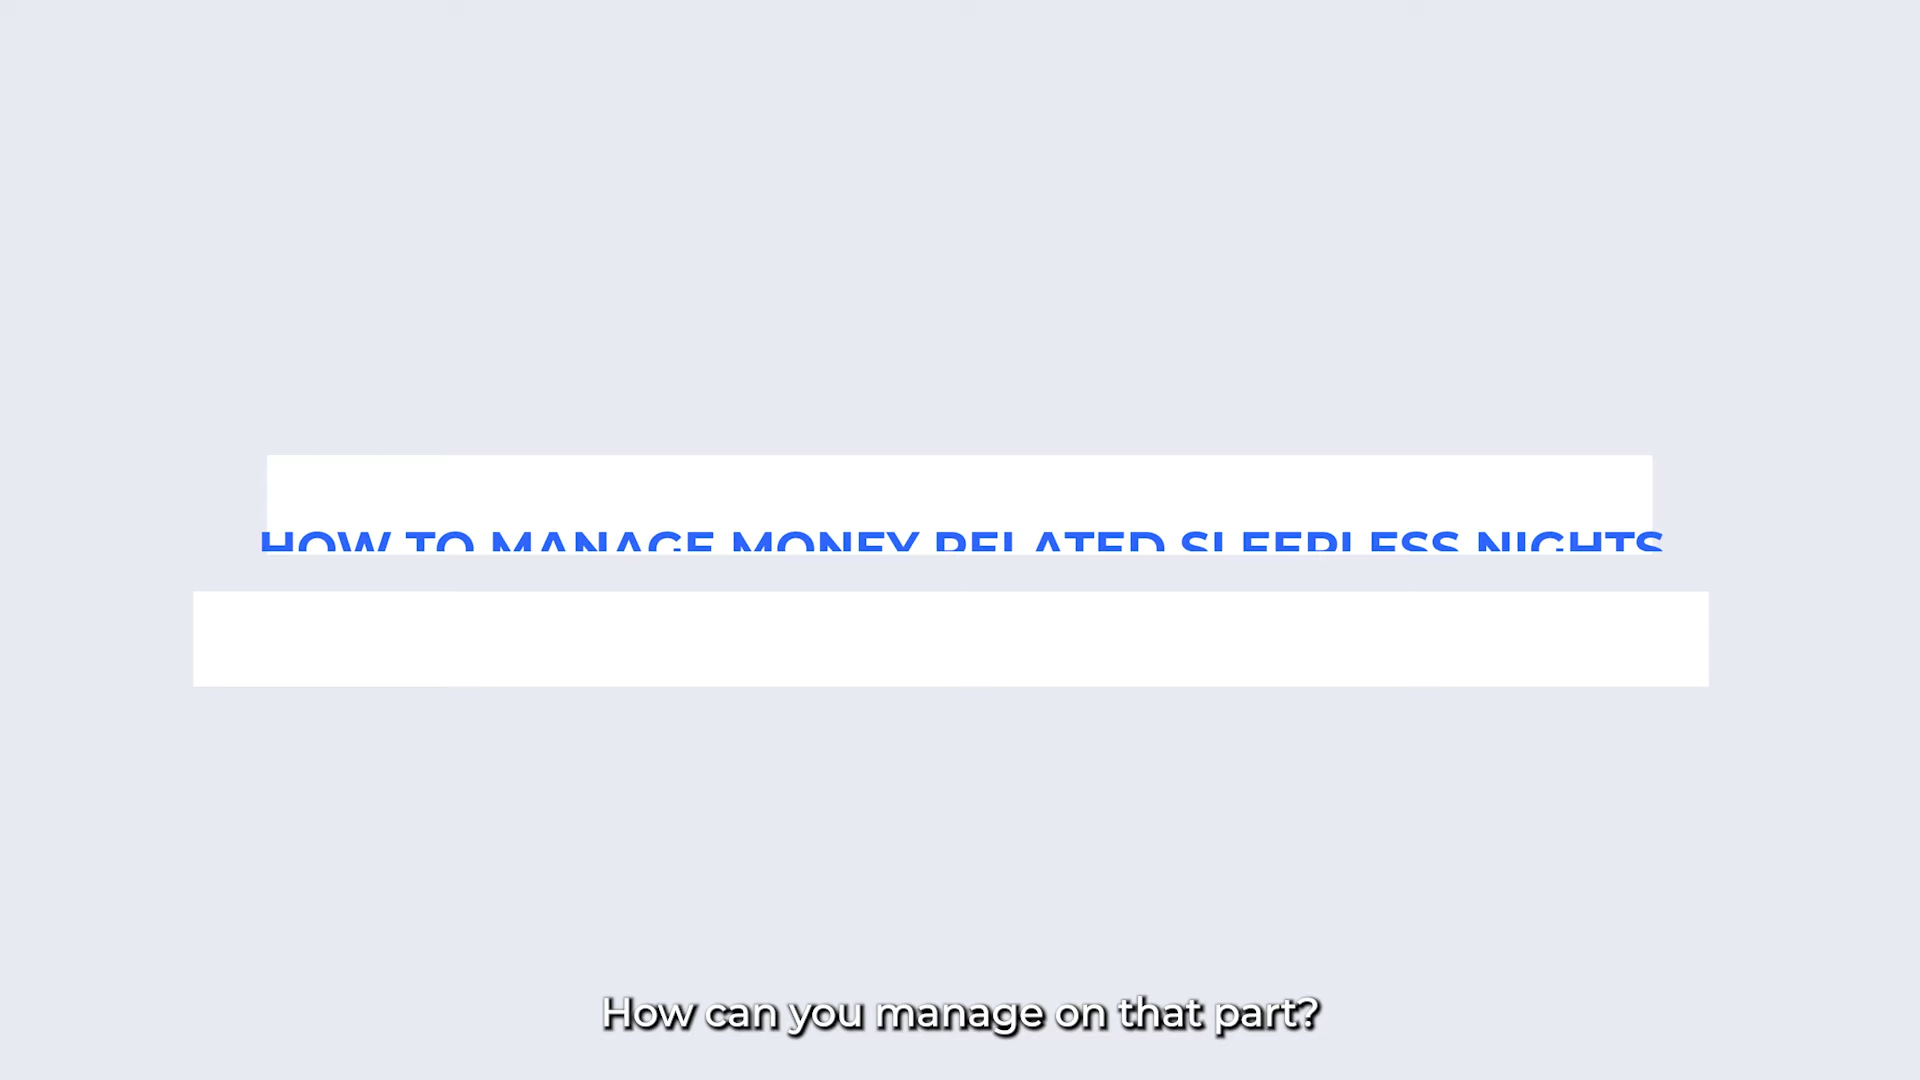 HOW TO MANAGE MONEY RELATED SLEEPLESS NIGHTS
How can you manage on that part?